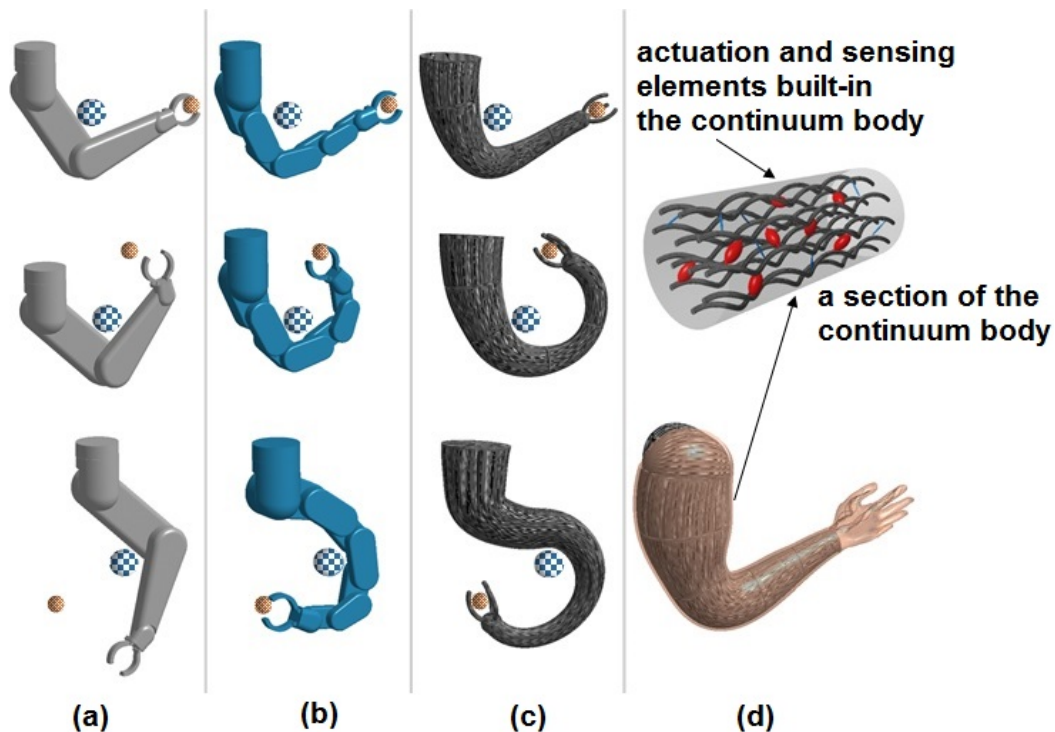 actuation and sensing
elements built-in
the continuum body
a section of the
continuum body
(a)
(b)
(c)
(d)